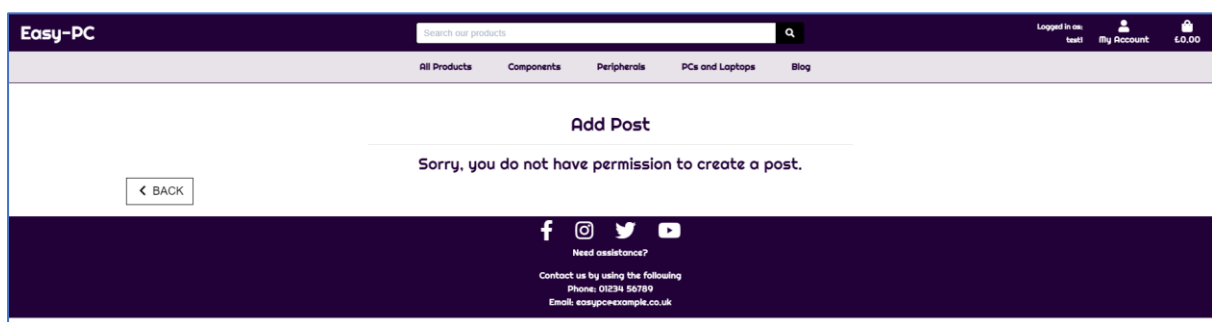 Easy-PC
Search our products
Logged in as:
test1
My Account
£0.00
All Products Components Peripherals PCs and Laptops Blog
Add Post
Sorry, you do not have permission to create a post.
BACK
Need assistance?
Contact us by using the following
Phone: 01234 56789
Email: easypc@example.co.uk